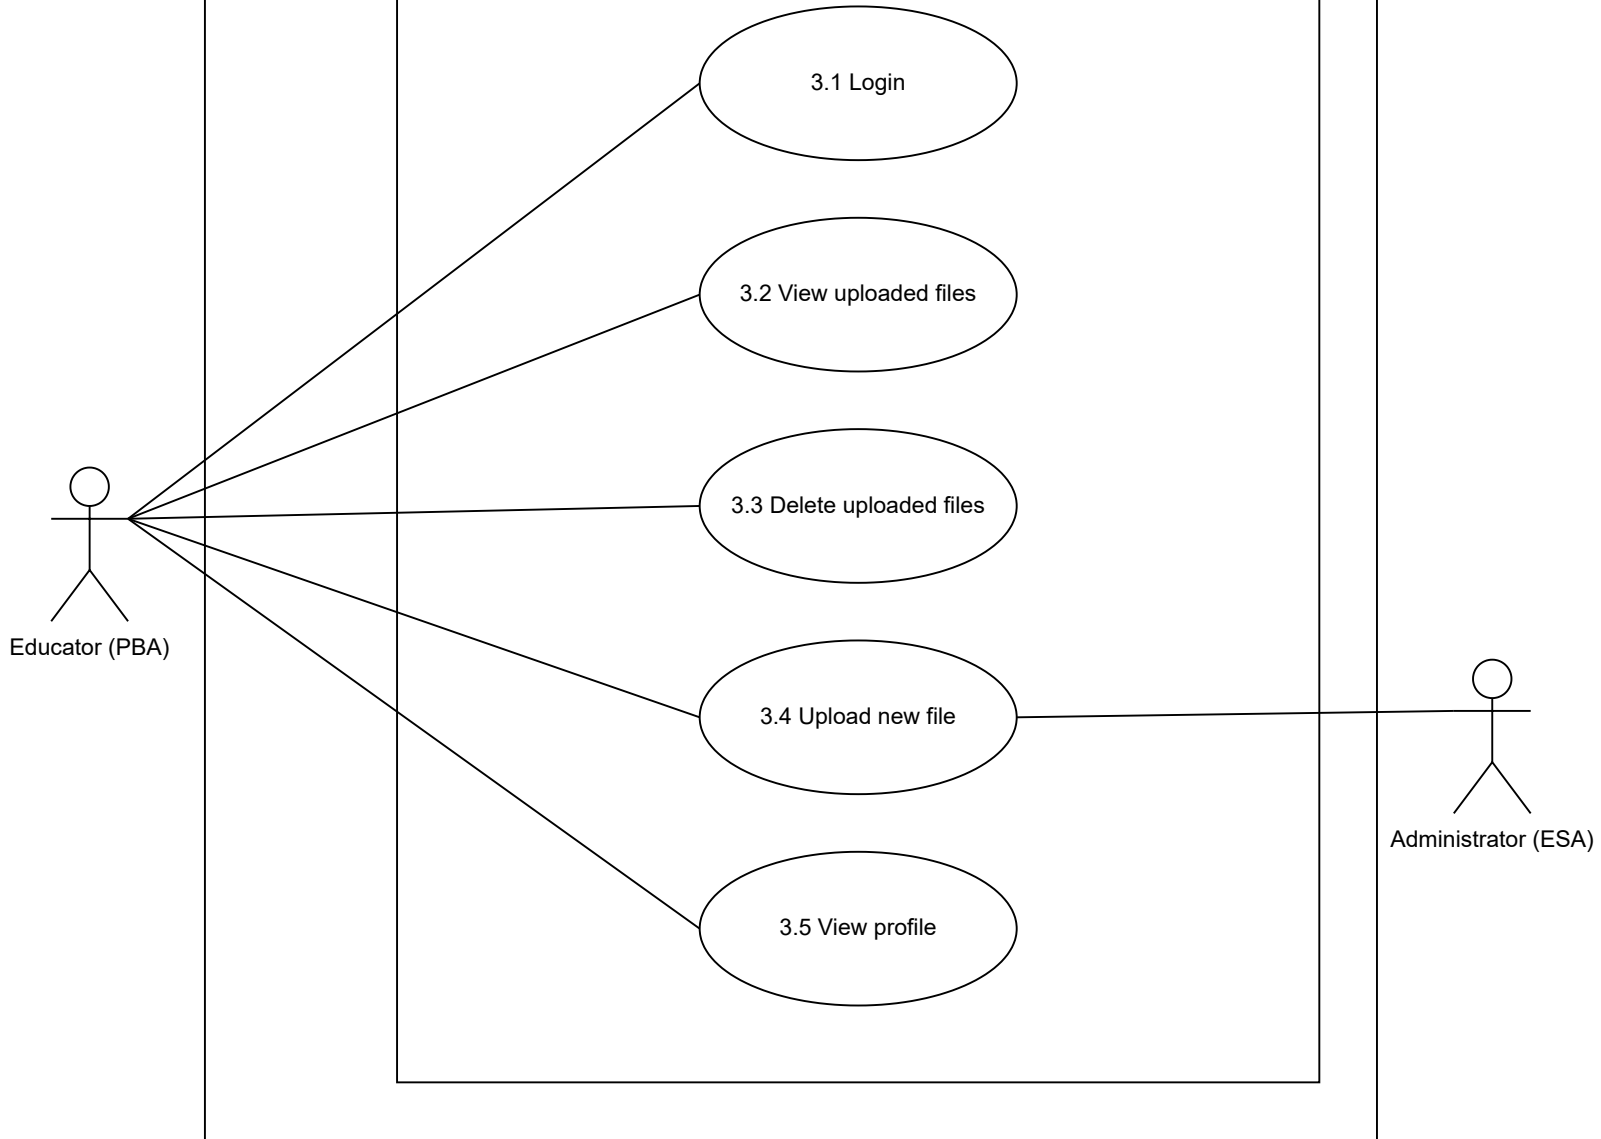 3.1 Login
3.2 View uploaded files
3.3 Delete uploaded files
Educator (PBA)
3.4 Upload new file
Administrator (ESA)
3.5 View profile